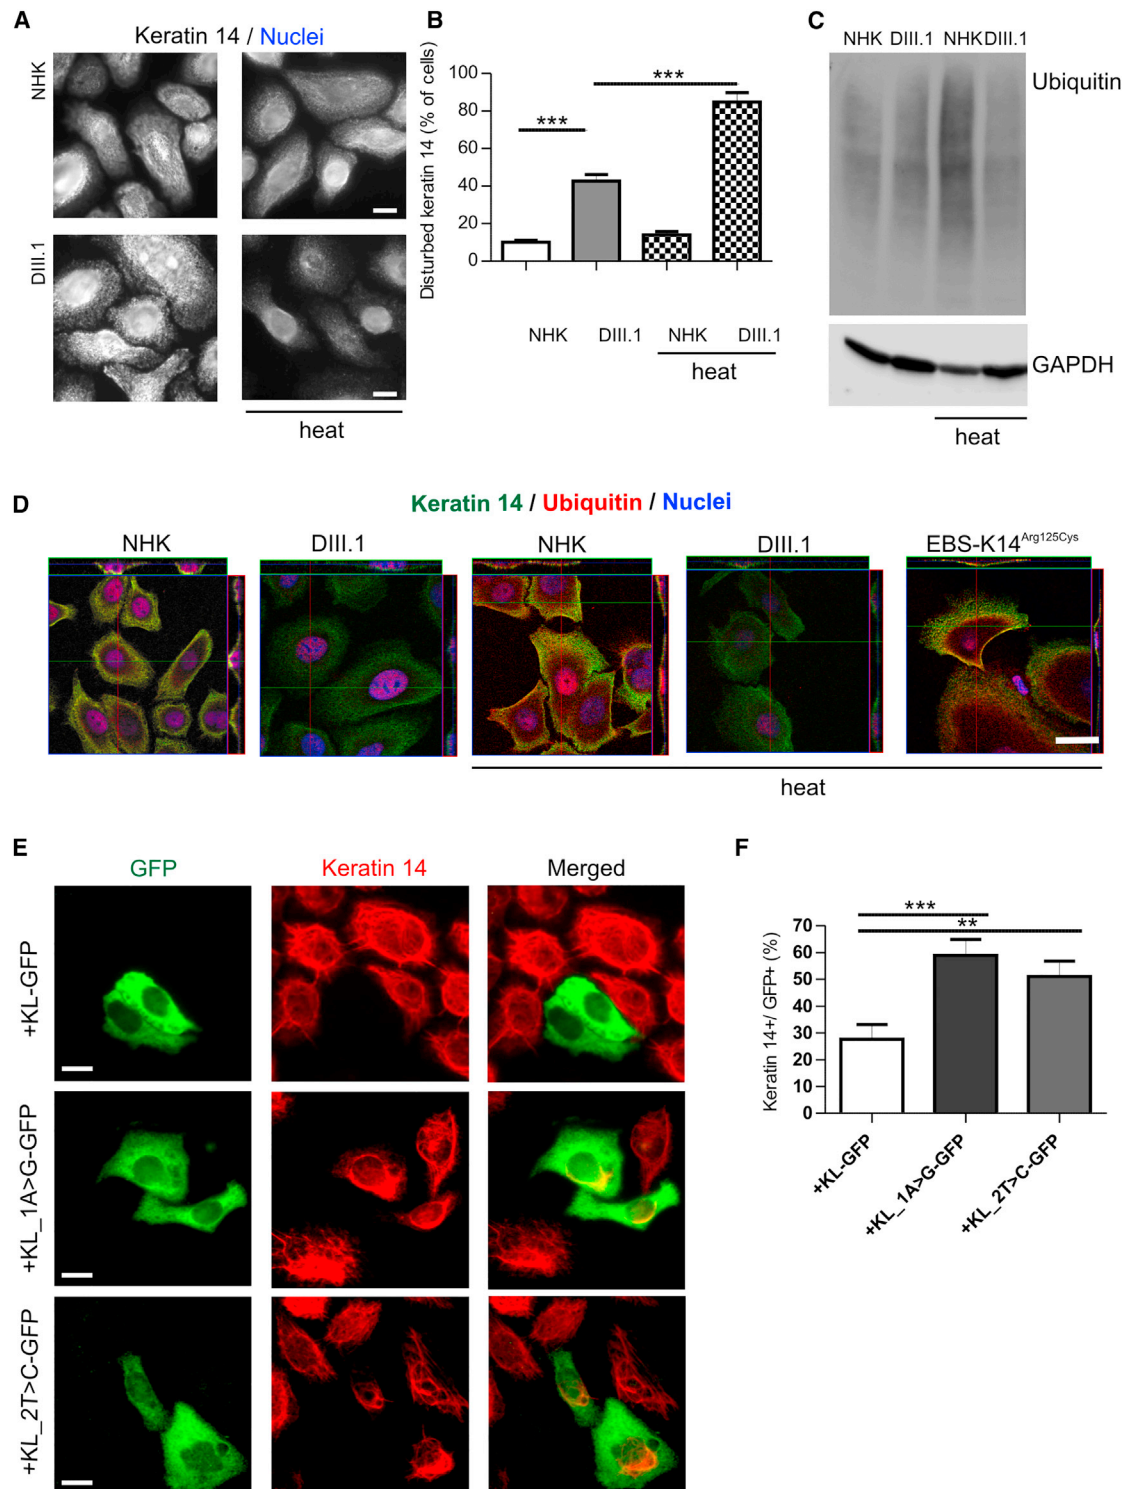 A
Keratin 14 / Nuclei
NHK
DIII.1
heat
B
Disturbed keratin 14 (% of cells)
100
80
60
40
20
0
***
***
NHK
DIII.1
NHK
DIII.1
heat
C
NHK DIII.1 NHK DIII.1
Ubiquitin
GAPDH
heat
D
Keratin 14 / Ubiquitin / Nuclei
NHK
DIII.1
NHK
DIII.1
EBS-K14Arg125Cys
heat
E
GFP
Keratin 14
Merged
+KL-GFP
+KL_1A>G-GFP
+KL_2T>C-GFP
F
Keratin 14+/ GFP+ (%)
70
60
50
40
30
20
10
0
***
**
+KL-GFP
+KL_1A>G-GFP
+KL_2T>C-GFP